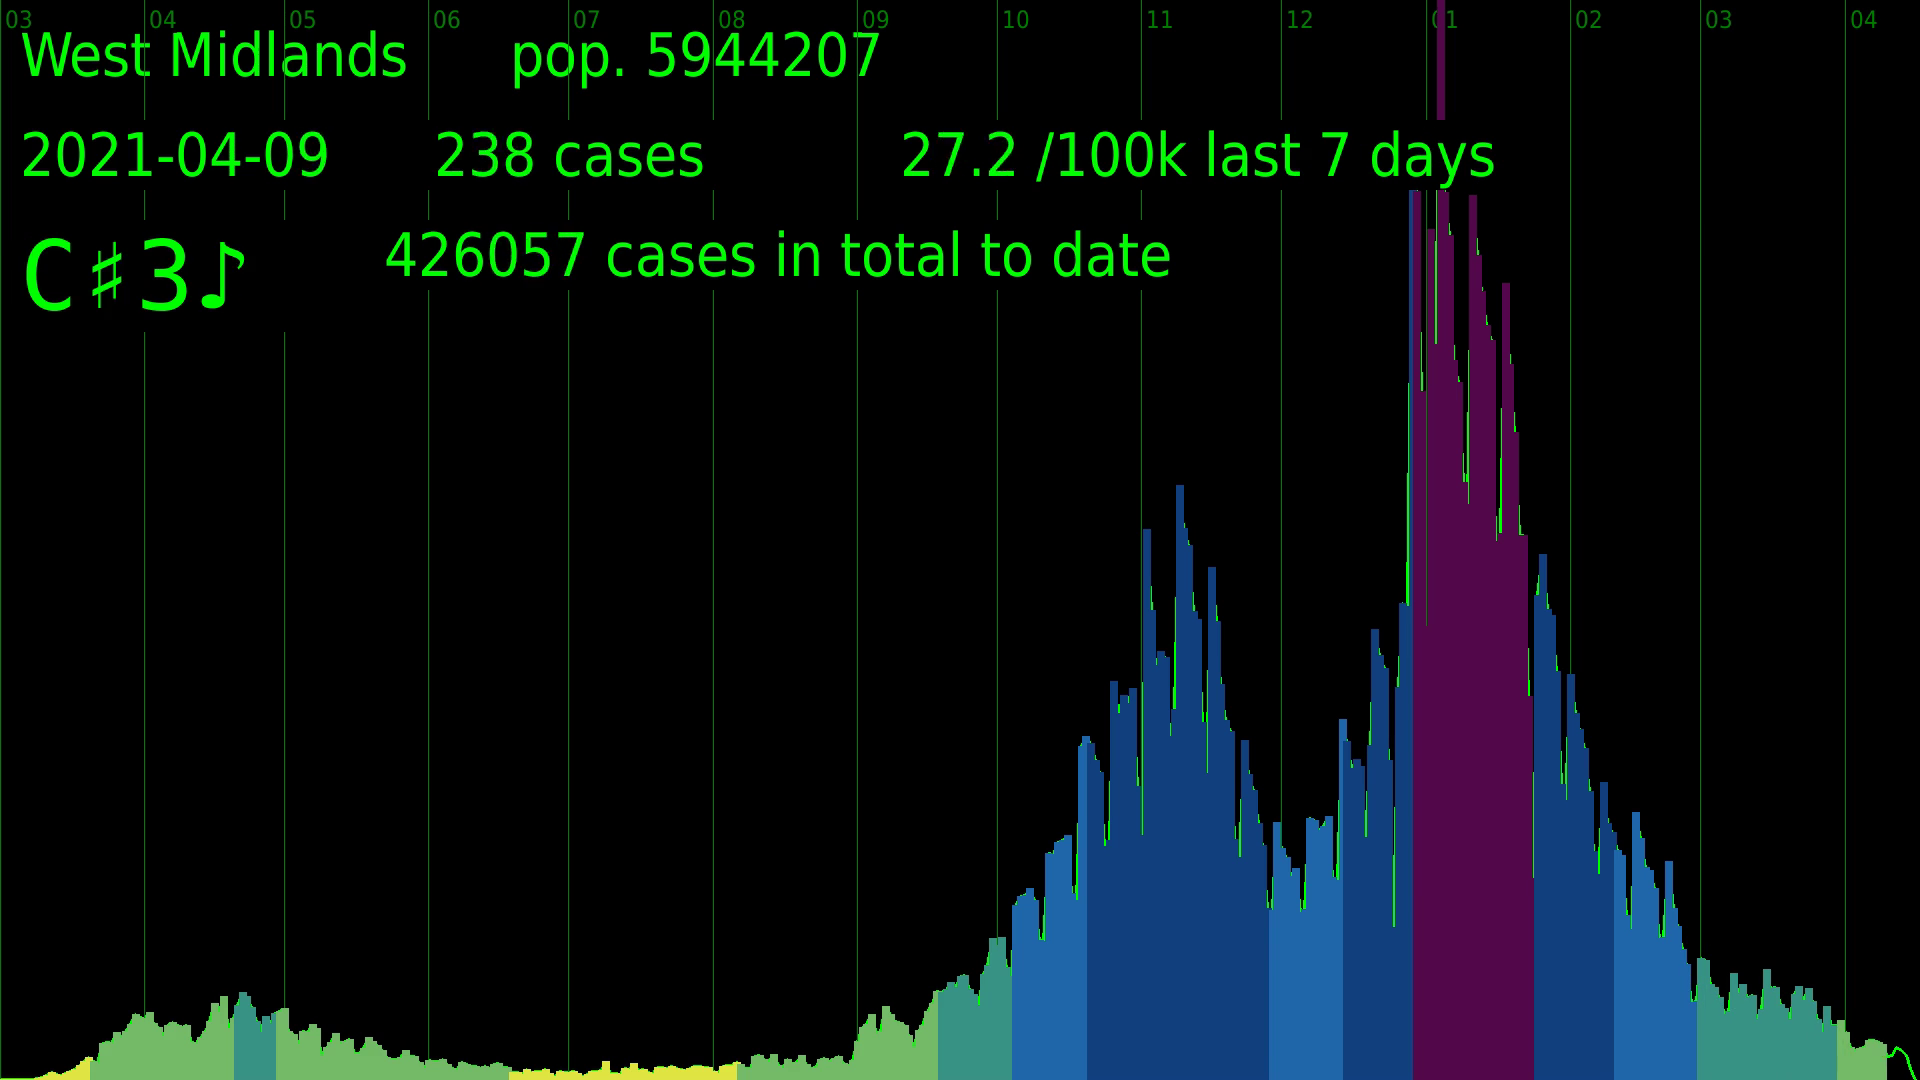 03 04 05 06 07 08 09 10 11 12 01 02 03 04
West Midlands pop. 5944207
2021-04-09 238 cases 27.2 /100k last 7 days
C♯3♪ 426057 cases in total to date